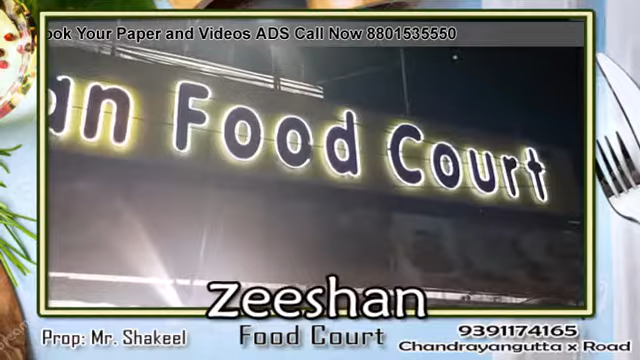 ook Your Paper and Videos ADS Call Now 8801535550
an Food Court
Zeeshan
Food Court
Prop: Mr. Shakeel
9391174165
Chandrayangutta x Road